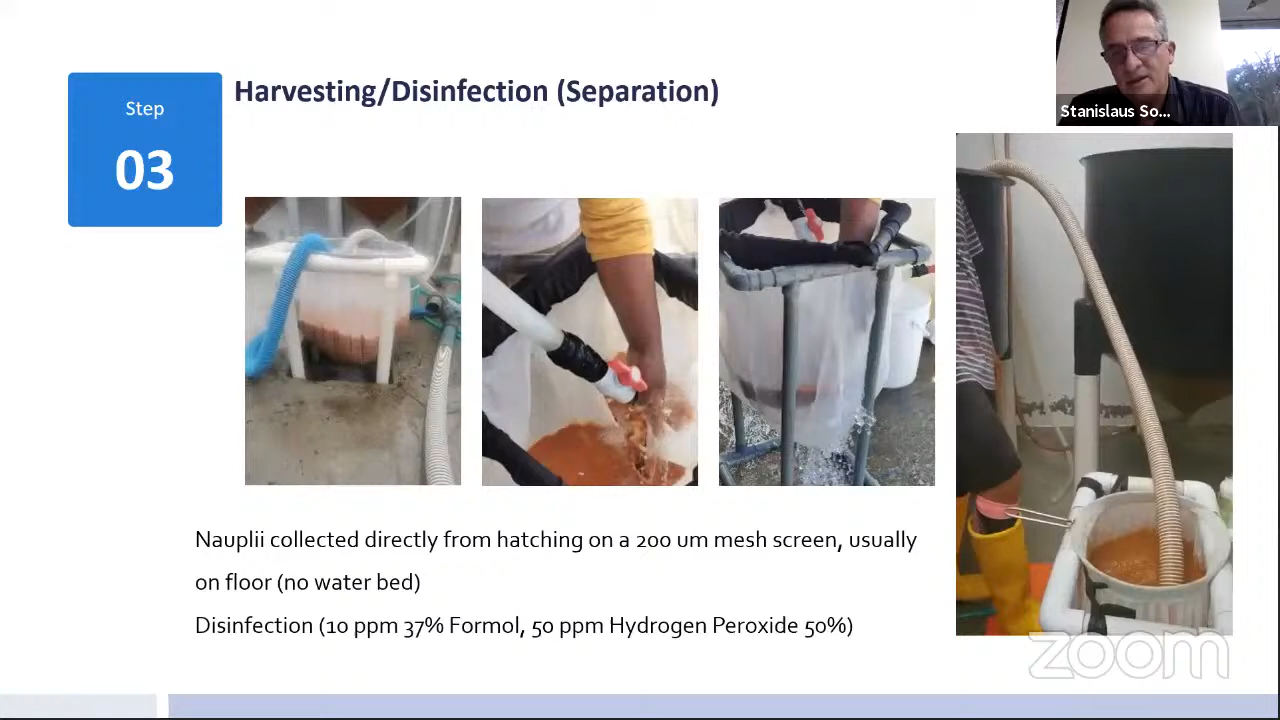 Harvesting/Disinfection (Separation)
Step
03
Stanislaus So...
Nauplii collected directly from hatching on a 200 um mesh screen, usually
on floor (no water bed)
Disinfection (10 ppm 37% Formol, 50 ppm Hydrogen Peroxide 50%)
zoom